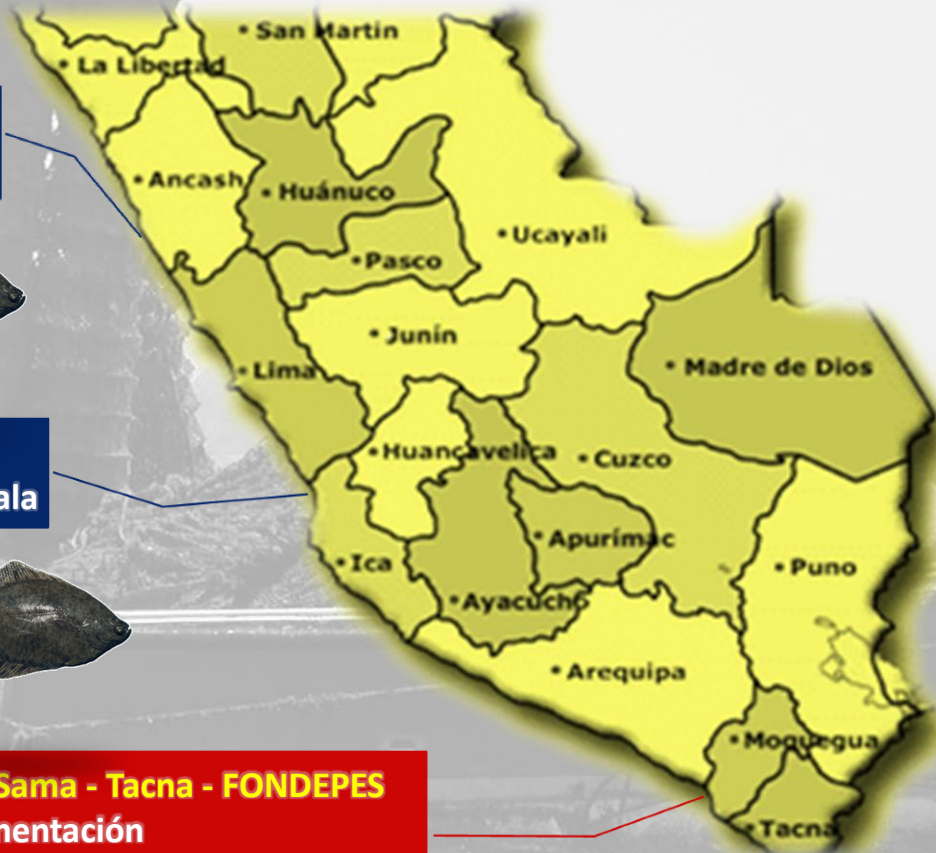 San Martin
La Libertad
Ancash
Huánuco
Ucayali
Pasco
Junín
Lima
Madre de Dios
Huancavelica
Cuzco
ala
Apurímac
Ica
Puno
Ayacucho
Arequipa
Moquegua
Sama - Tacna - FONDEPES
mentación
Tacna